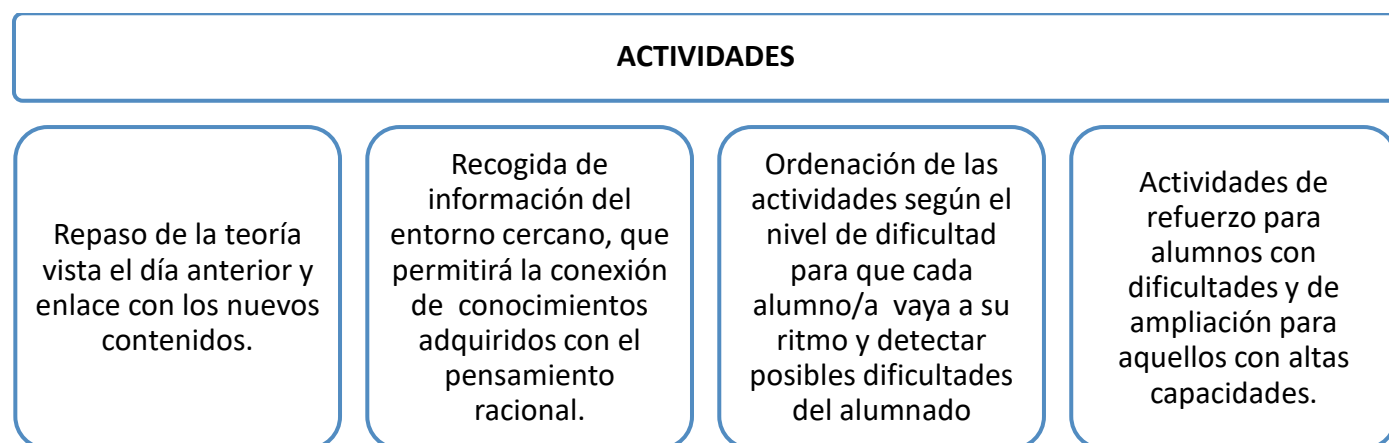 ACTIVIDADES
Repaso de la teoría
vista el día anterior y
enlace con los nuevos
contenidos.
Recogida de
información del
entorno cercano, que
permitirá la conexión
de conocimientos
adquiridos con el
pensamiento
racional.
Ordenación de las
actividades según el
nivel de dificultad
para que cada
alumno/a vaya a su
ritmo y detectar
posibles dificultades
del alumnado
Actividades de
refuerzo para
alumnos con
dificultades y de
ampliación para
aquellos con altas
capacidades.